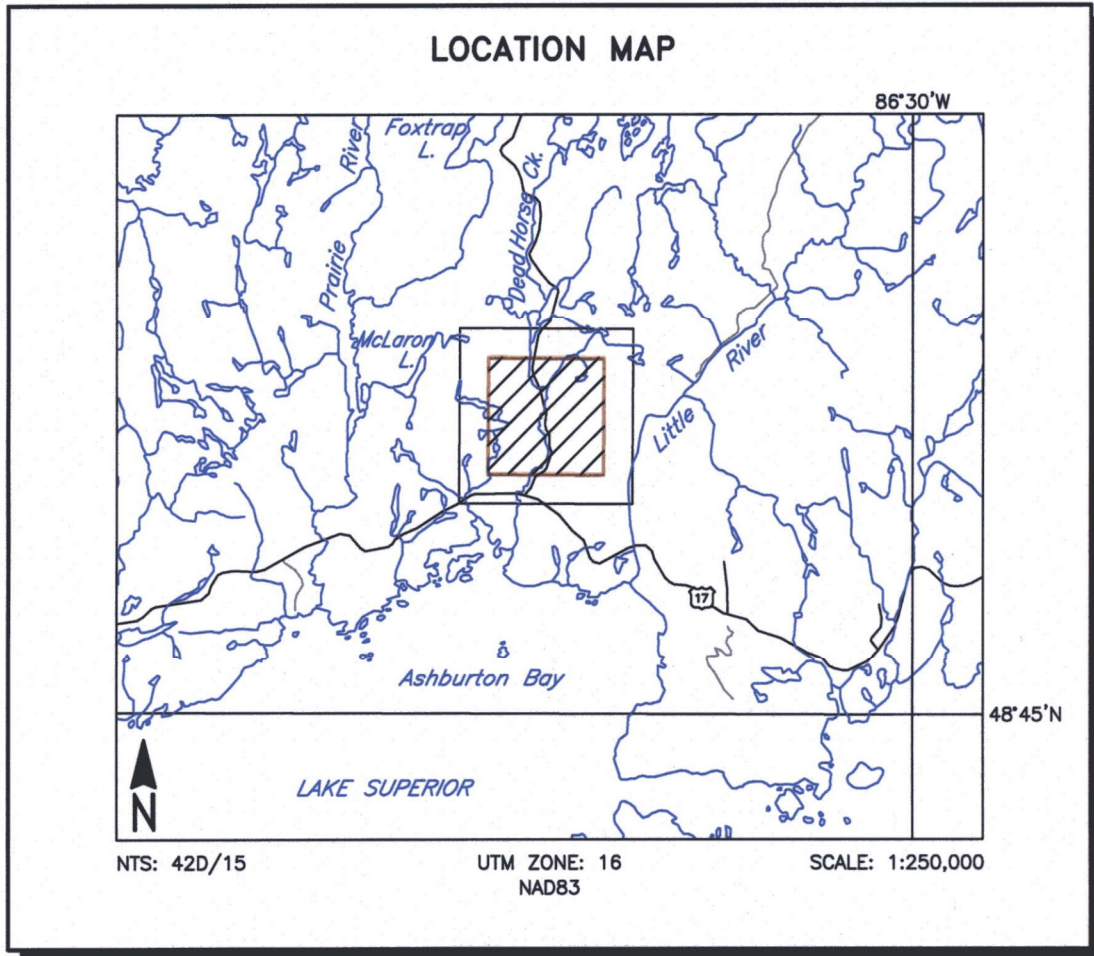 LOCATION MAP
86°30'W
Foxtrap
L.
River
Prairie
Dead Horse Ck.
McLaron
L.
River
Little
17
Ashburton Bay
48°45'N
LAKE SUPERIOR
N
NTS: 42D/15
UTM ZONE: 16
SCALE: 1:250,000
NAD83